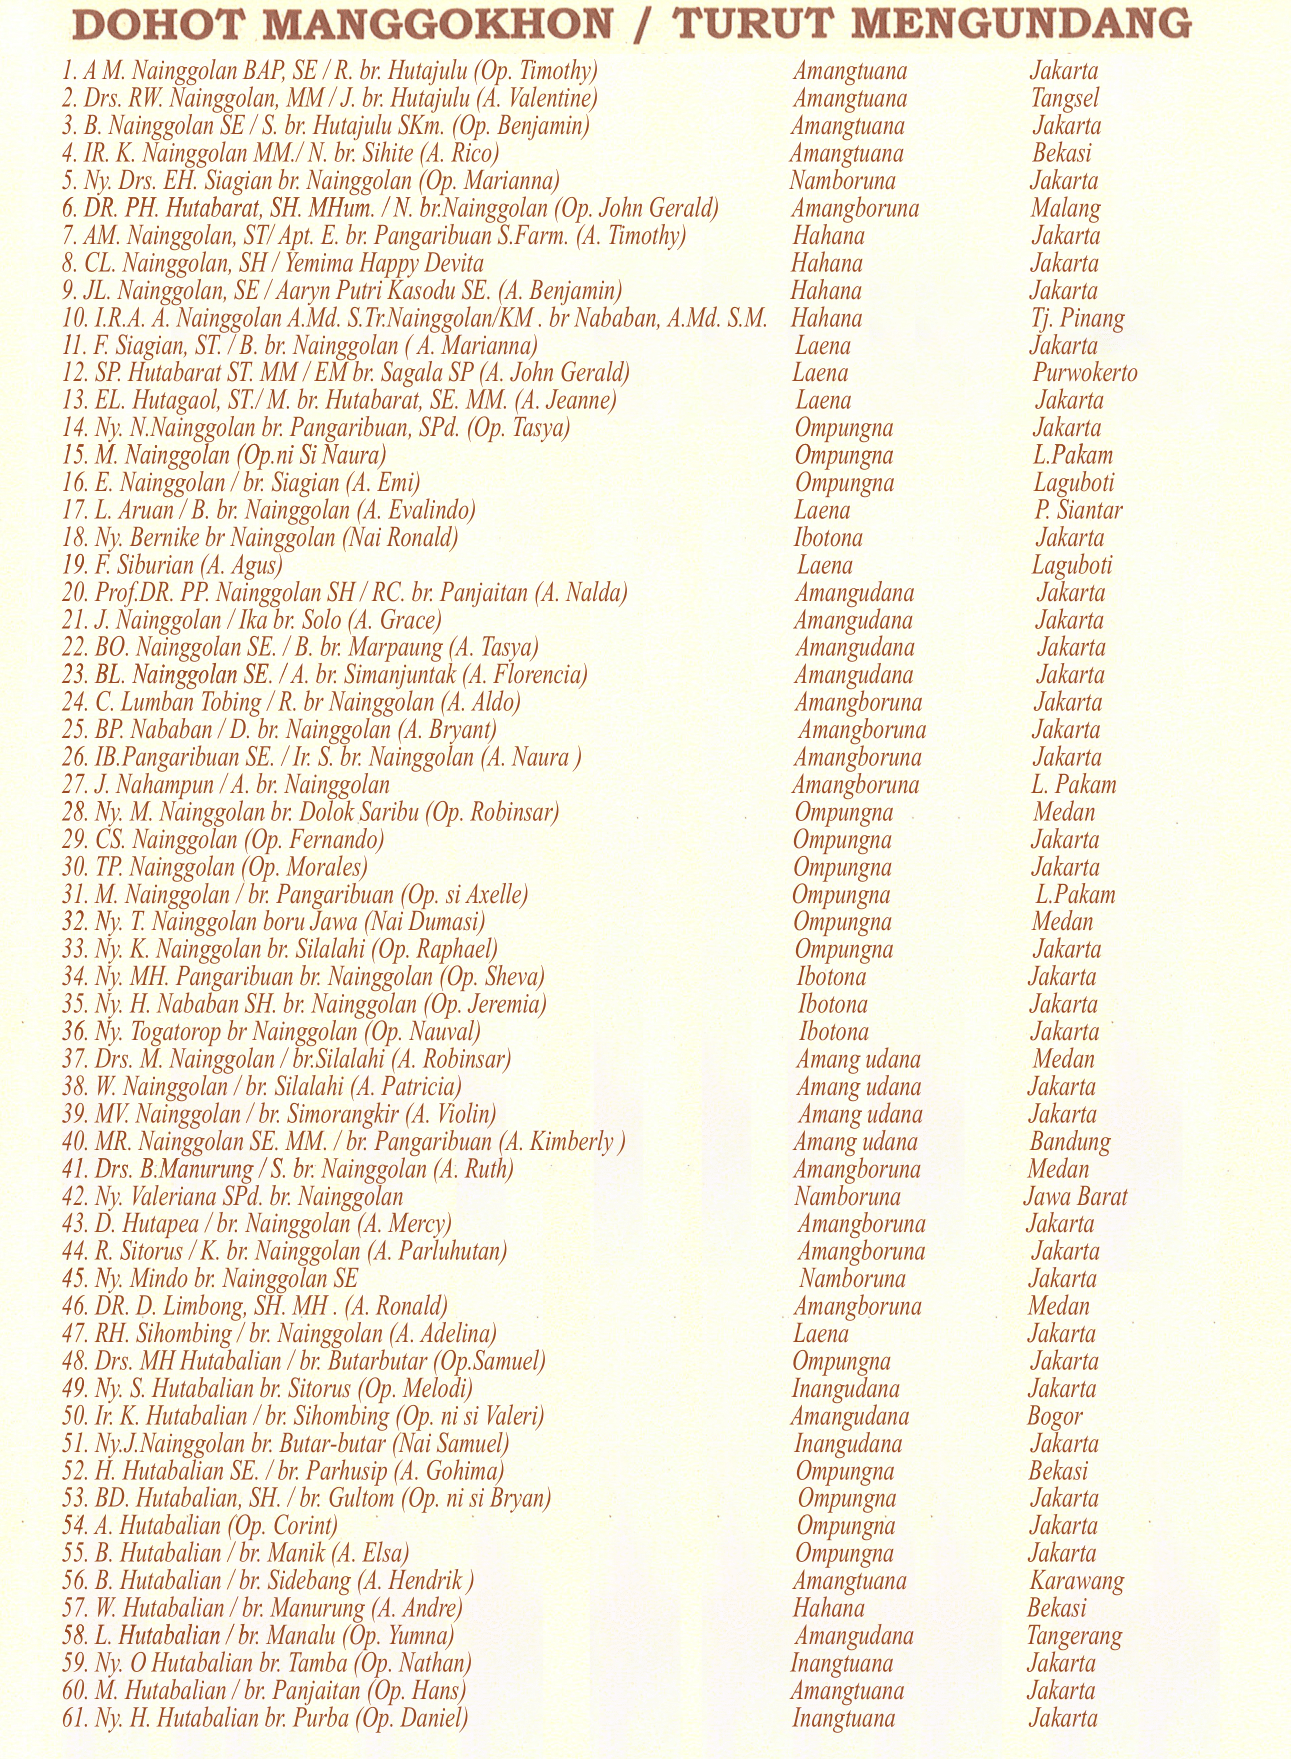 DOHOT MANGGOKHON / TURUT MENGUNDANG
1. A M. Nainggolan BAP, SE / R. br. Hutajulu (Op. Timothy) Amangtuana Jakarta
2. Drs. RW. Nainggolan, MM / J. br. Hutajulu (A. Valentine) Amangtuana Tangsel
3. B. Nainggolan SE / S. br. Hutajulu SKm. (Op. Benjamin) Amangtuana Jakarta
4. IR. K. Nainggolan MM./ N. br. Sihite (A. Rico) Amangtuana Bekasi
5. Ny. Drs. EH. Siagian br. Nainggolan (Op. Marianna) Namboruna Jakarta
6. DR. PH. Hutabarat, SH. MHum. / N. br.Nainggolan (Op. John Gerald) Amangboruna Malang
7. AM. Nainggolan, ST/ Apt. E. br. Pangaribuan S.Farm. (A. Timothy) Hahana Jakarta
8. CL. Nainggolan, SH / Yemima Happy Devita Hahana Jakarta
9. JL. Nainggolan, SE / Aaryn Putri Kasodu SE. (A. Benjamin) Hahana Jakarta
10. I.R.A. A. Nainggolan A.Md. S.Tr.Nainggolan/KM . br Nababan, A.Md. S.M. Hahana Tj. Pinang
11. F. Siagian, ST. / B. br. Nainggolan ( A. Marianna) Laena Jakarta
12. SP. Hutabarat ST. MM / EM br. Sagala SP (A. John Gerald) Laena Purwokerto
13. EL. Hutagaol, ST./ M. br. Hutabarat, SE. MM. (A. Jeanne) Laena Jakarta
14. Ny. N.Nainggolan br. Pangaribuan, SPd. (Op. Tasya) Ompungna Jakarta
15. M. Nainggolan (Op.ni Si Naura) Ompungna L.Pakam
16. E. Nainggolan / br. Siagian (A. Emi) Ompungna Laguboti
17. L. Aruan / B. br. Nainggolan (A. Evalindo) Laena P. Siantar
18. Ny. Bernike br Nainggolan (Nai Ronald) Ibotona Jakarta
19. F. Siburian (A. Agus) Laena Laguboti
20. Prof.DR. PP. Nainggolan SH / RC. br. Panjaitan (A. Nalda) Amangudana Jakarta
21. J. Nainggolan / Ika br. Solo (A. Grace) Amangudana Jakarta
22. BO. Nainggolan SE. / B. br. Marpaung (A. Tasya) Amangudana Jakarta
23. BL. Nainggolan SE. / A. br. Simanjuntak (A. Florencia) Amangudana Jakarta
24. C. Lumban Tobing / R. br Nainggolan (A. Aldo) Amangboruna Jakarta
25. BP. Nababan / D. br. Nainggolan (A. Bryant) Amangboruna Jakarta
26. IB.Pangaribuan SE. / Ir. S. br. Nainggolan (A. Naura ) Amangboruna Jakarta
27. J. Nahampun / A. br. Nainggolan Amangboruna L. Pakam
28. Ny. M. Nainggolan br. Dolok Saribu (Op. Robinsar) Ompungna Medan
29. CS. Nainggolan (Op. Fernando) Ompungna Jakarta
30. TP. Nainggolan (Op. Morales) Ompungna Jakarta
31. M. Nainggolan / br. Pangaribuan (Op. si Axelle) Ompungna L.Pakam
32. Ny. T. Nainggolan boru Jawa (Nai Dumasi) Ompungna Medan
33. Ny. K. Nainggolan br. Silalahi (Op. Raphael) Ompungna Jakarta
34. Ny. MH. Pangaribuan br. Nainggolan (Op. Sheva) Ibotona Jakarta
35. Ny. H. Nababan SH. br. Nainggolan (Op. Jeremia) Ibotona Jakarta
36. Ny. Togatorop br Nainggolan (Op. Nauval) Ibotona Jakarta
37. Drs. M. Nainggolan / br.Silalahi (A. Robinsar) Amang udana Medan
38. W. Nainggolan / br. Silalahi (A. Patricia) Amang udana Jakarta
39. MV. Nainggolan / br. Simorangkir (A. Violin) Amang udana Jakarta
40. MR. Nainggolan SE. MM. / br. Pangaribuan (A. Kimberly ) Amang udana Bandung
41. Drs. B.Manurung / S. br. Nainggolan (A. Ruth) Amangboruna Medan
42. Ny. Valeriana SPd. br. Nainggolan Namboruna Jawa Barat
43. D. Hutapea / br. Nainggolan (A. Mercy) Amangboruna Jakarta
44. R. Sitorus / K. br. Nainggolan (A. Parluhutan) Amangboruna Jakarta
45. Ny. Mindo br. Nainggolan SE Namboruna Jakarta
46. DR. D. Limbong, SH. MH . (A. Ronald) Amangboruna Medan
47. RH. Sihombing / br. Nainggolan (A. Adelina) Laena Jakarta
48. Drs. MH Hutabalian / br. Butarbutar (Op.Samuel) Ompungna Jakarta
49. Ny. S. Hutabalian br. Sitorus (Op. Melodi) Inangudana Jakarta
50. Ir. K. Hutabalian / br. Sihombing (Op. ni si Valeri) Amangudana Bogor
51. Ny.J.Nainggolan br. Butar-butar (Nai Samuel) Inangudana Jakarta
52. H. Hutabalian SE. / br. Parhusip (A. Gohima) Ompungna Bekasi
53. BD. Hutabalian, SH. / br. Gultom (Op. ni si Bryan) Ompungna Jakarta
54. A. Hutabalian (Op. Corint) Ompungna Jakarta
55. B. Hutabalian / br. Manik (A. Elsa) Ompungna Jakarta
56. B. Hutabalian / br. Sidebang (A. Hendrik ) Amangtuana Karawang
57. W. Hutabalian / br. Manurung (A. Andre) Hahana Bekasi
58. L. Hutabalian / br. Manalu (Op. Yumna) Amangudana Tangerang
59. Ny. O Hutabalian br. Tamba (Op. Nathan) Inangtuana Jakarta
60. M. Hutabalian / br. Panjaitan (Op. Hans) Amangtuana Jakarta
61. Ny. H. Hutabalian br. Purba (Op. Daniel) Inangtuana Jakarta